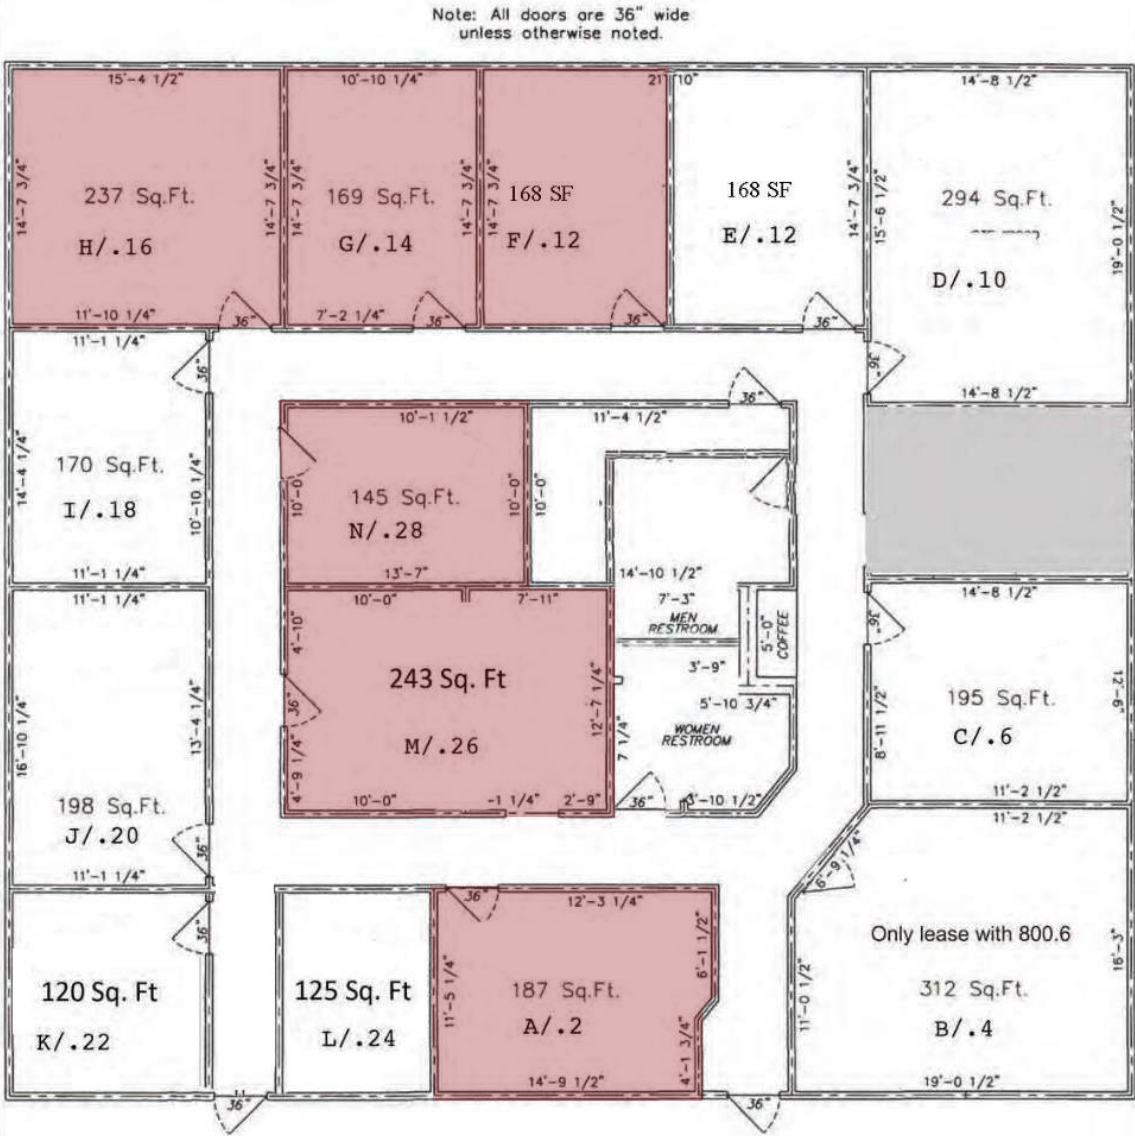 Note: All doors are 36" wide
unless otherwise noted.
15'-4 1/2"
10'-10 1/4"
21' 10"
14'-8 1/2"
14'-7 3/4"
14'-7 3/4"
14'-7 3/4"
14'-7 3/4"
14'-7 3/4"
14'-7 3/4"
15'-6 1/2"
19'-0 1/2"
237 Sq.Ft.
H/.16
169 Sq.Ft.
G/.14
168 SF
F/.12
168 SF
E/.12
294 Sq.Ft.
D/.10
11'-10 1/4"
36"
7'-2 1/4"
36"
36"
36"
36"
14'-8 1/2"
11'-1 1/4"
36"
14'-4 1/4"
170 Sq.Ft.
I/.18
10'-10 1/4"
11'-1 1/4"
10'-1 1/2"
11'-4 1/2"
36"
10'-0"
145 Sq.Ft.
N/.28
10'-0"
10'-0"
13'-7"
14'-10 1/2"
7'-3"
MEN
RESTROOM
5'-0"
COFFEE
11'-1 1/4"
16'-10 1/4"
13'-4 1/4"
198 Sq.Ft.
J/.20
36"
11'-1 1/4"
10'-0"
7'-11"
4'-10"
36"
243 Sq. Ft
M/.26
12'-7 1/4"
4'-9 1/4"
10'-0"
-1 1/4"
2'-9"
3'-9"
5'-10 3/4"
7 1/4"
WOMEN
RESTROOM
36"
3'-10 1/2"
14'-8 1/2"
36"
195 Sq.Ft.
C/.6
8'-11 1/2"
12'-6"
11'-2 1/2"
11'-2 1/2"
6'-9 1/4"
Only lease with 800.6
312 Sq.Ft.
B/.4
11'-0 1/2"
16'-3"
19'-0 1/2"
36"
120 Sq. Ft
K/.22
125 Sq. Ft
L/.24
36"
12'-3 1/4"
11'-5 1/4"
6'-1 1/2"
187 Sq.Ft.
A/.2
4'-1 3/4"
14'-9 1/2"
36"
36"